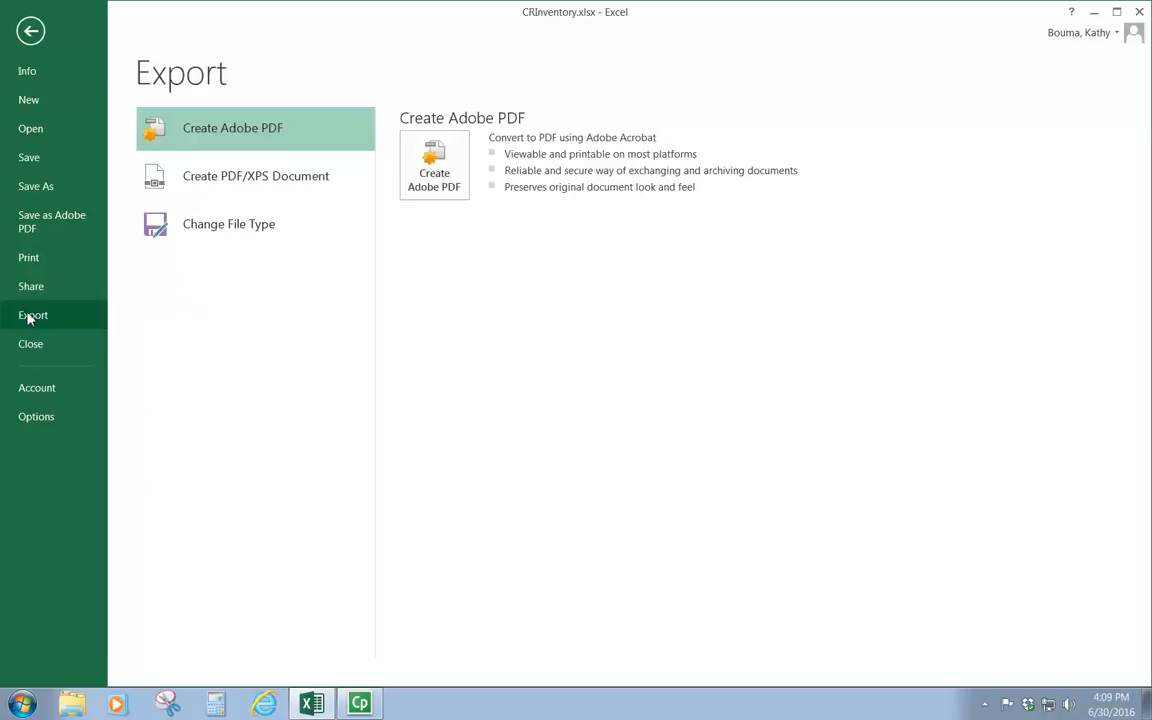 CRInventory.xlsx - Excel
?
Bouma, Kathy
Info
New
Open
Save
Save As
Save as Adobe
PDF
Print
Share
Export
Close
Account
Options
Export
Create Adobe PDF
Create PDF/XPS Document
Change File Type
Create Adobe PDF
Create
Adobe PDF
Convert to PDF using Adobe Acrobat
Viewable and printable on most platforms
Reliable and secure way of exchanging and archiving documents
Preserves original document look and feel
Cp
4:09 PM
6/30/2016